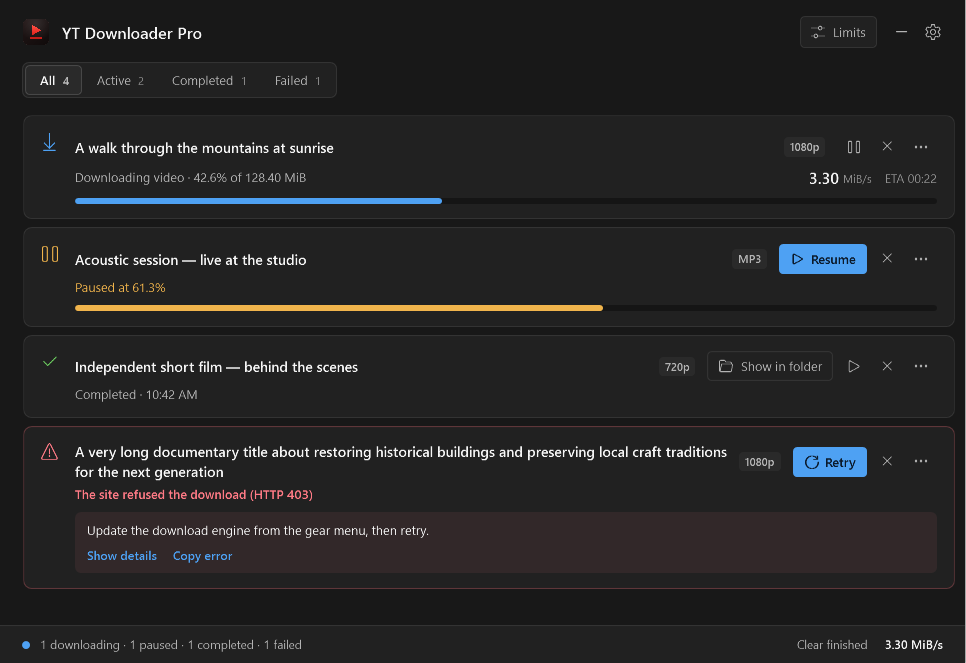 YT Downloader Pro
Limits
All 4
Active 2
Completed 1
Failed 1
A walk through the mountains at sunrise
1080p
Downloading video · 42.6% of 128.40 MiB
3.30 MiB/s ETA 00:22
Acoustic session — live at the studio
MP3
Resume
Paused at 61.3%
Independent short film — behind the scenes
720p
Show in folder
Completed · 10:42 AM
A very long documentary title about restoring historical buildings and preserving local craft traditions
for the next generation
1080p
Retry
The site refused the download (HTTP 403)
Update the download engine from the gear menu, then retry.
Show details
Copy error
1 downloading · 1 paused · 1 completed · 1 failed
Clear finished
3.30 MiB/s